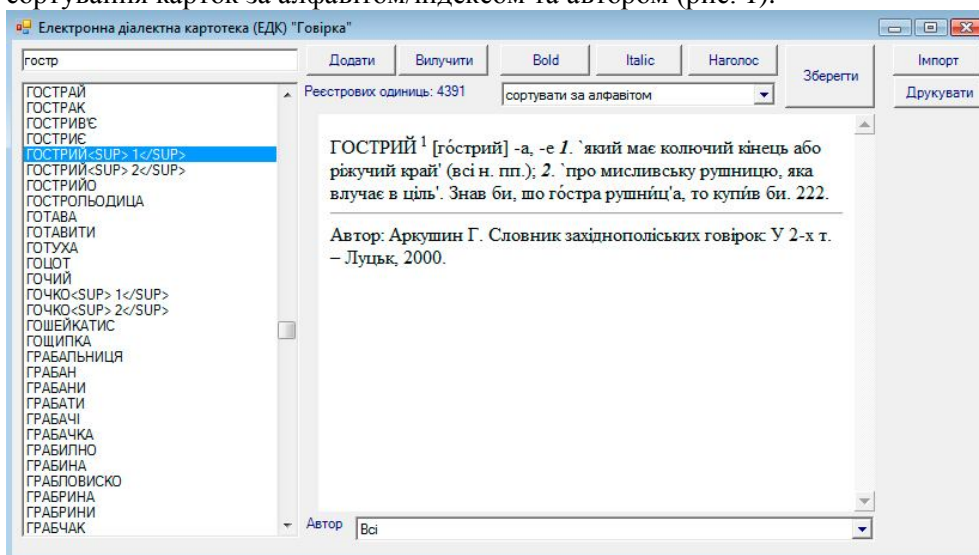 сортування карток за алфавітом/індексом та автором (рис. 1).
Електронна діалектна картотека (ЕДК) "Говірка"
гостр
Додати Вилучити Bold Italic Наголос Зберегти Імпорт
Реєстрових одиниць: 4391 сортувати за алфавітом Друкувати
ГОСТРАЙ
ГОСТРАК
ГОСТРИВ'Є
ГОСТРИЄ
ГОСТРИЙ<SUP> 1</SUP>
ГОСТРИЙ<SUP> 2</SUP>
ГОСТРИЙО
ГОСТРОЛЬОДИЦА
ГОТАВА
ГОТАВИТИ
ГОТУХА
ГОЦОТ
ГОЧИЙ
ГОЧКО<SUP> 1</SUP>
ГОЧКО<SUP> 2</SUP>
ГОШЕЙКАТИС
ГОЩИПКА
ГРАБАЛЬНИЦЯ
ГРАБАН
ГРАБАНИ
ГРАБАТИ
ГРАБАЧІ
ГРАБАЧКА
ГРАБИЛНО
ГРАБИНА
ГРАБЛОВИСКО
ГРАБРИНА
ГРАБРИНИ
ГРАБЧАК
ГОСТРИЙ 1 [го́стрий] -а, -е 1. `який має колючий кінець або
ріжучий край' (всі н. пп.); 2. `про мисливську рушницю, яка
влучає в ціль'. Знав би, шо го́стра рушни́ц'а, то купи́в би. 222.
Автор: Аркушин Г. Словник західнополіських говірок: У 2-х т.
– Луцьк, 2000.
Автор Всі